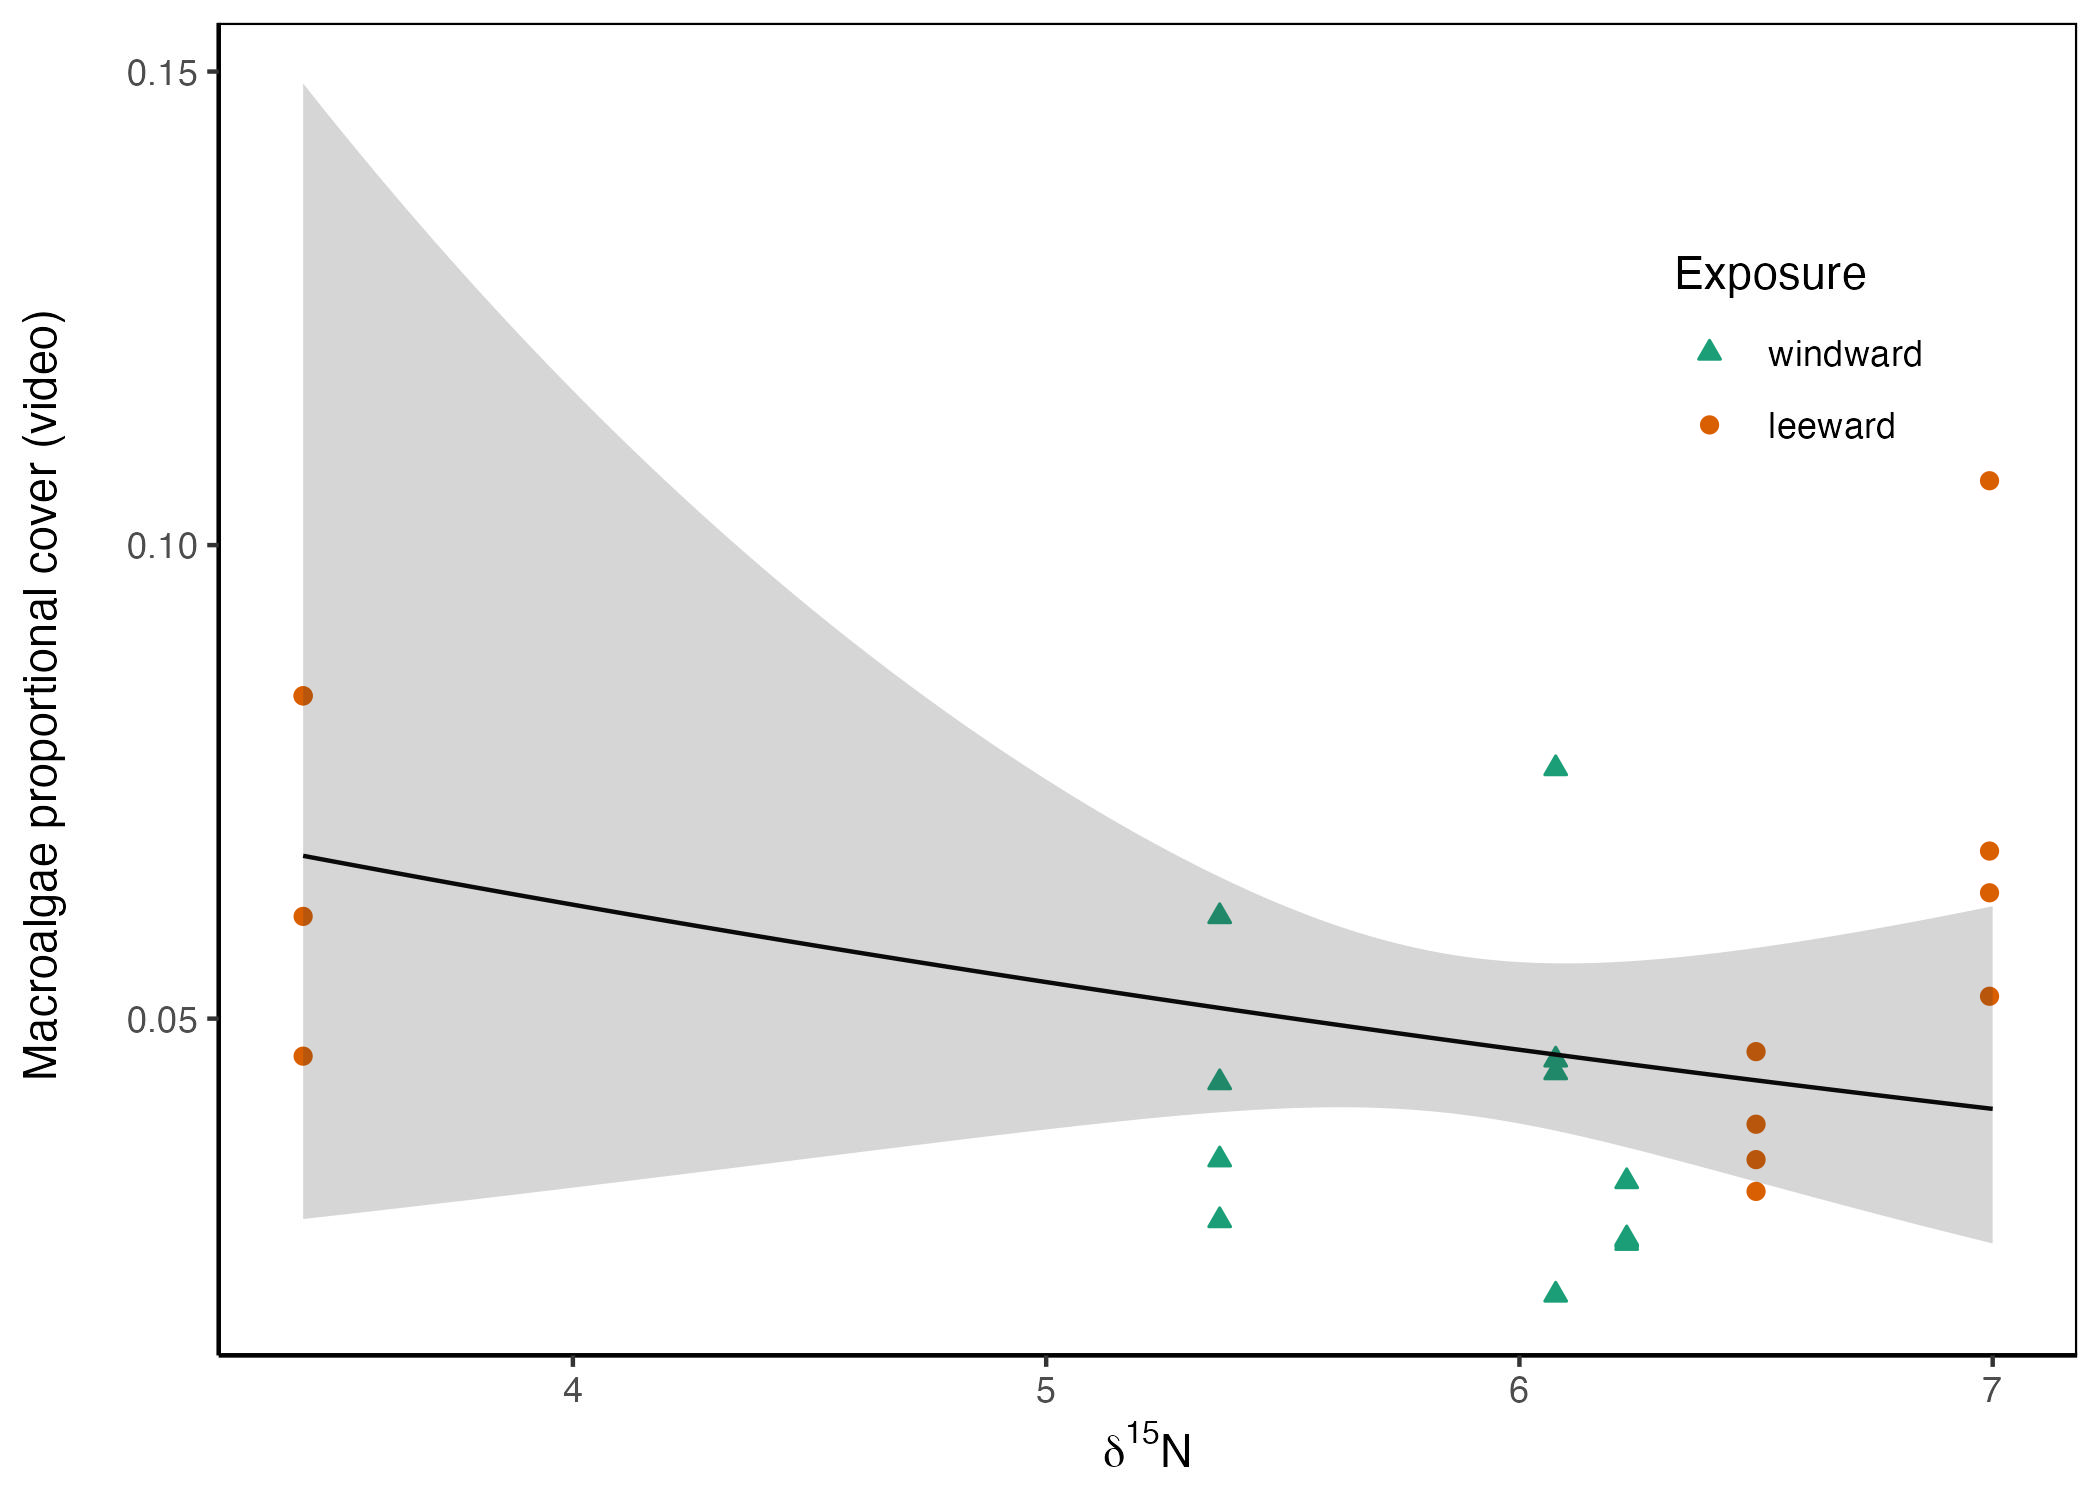 0.15
0.10
0.05
Macroalgae proportional cover (video)
Exposure
windward
leeward
4 5 6 7
δ¹⁵N